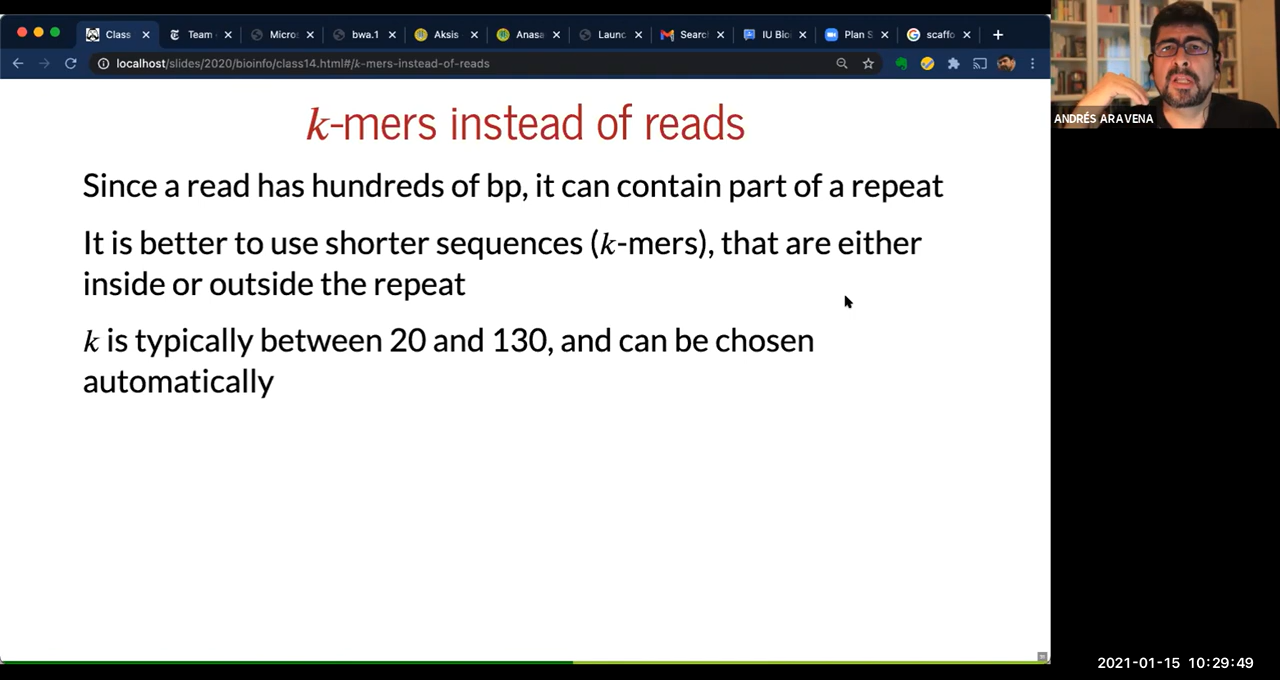 Class
Team
Micro:
bwa.1
Aksis
Anasa
Launc
Searc
IU Bio
Plan S
scaffo
localhost/slides/2020/bioinfo/class14.html#/k-mers-instead-of-reads
ANDRÉS ARAVENA
k-mers instead of reads
Since a read has hundreds of bp, it can contain part of a repeat
It is better to use shorter sequences (k-mers), that are either
inside or outside the repeat
k is typically between 20 and 130, and can be chosen
automatically
2021-01-15 10:29:49